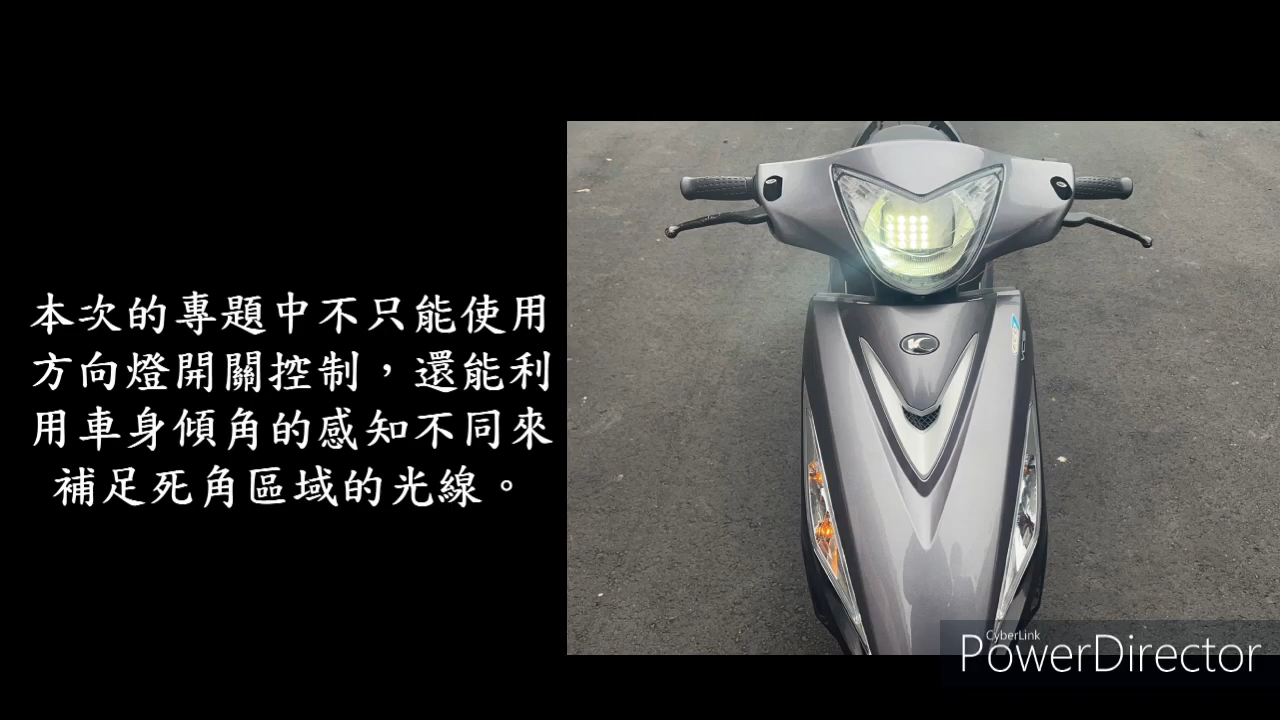 本次的專題中不只能使用
方向燈開關控制，還能利
用車身傾角的感知不同來
補足死角區域的光線。
CyberLink
PowerDirector